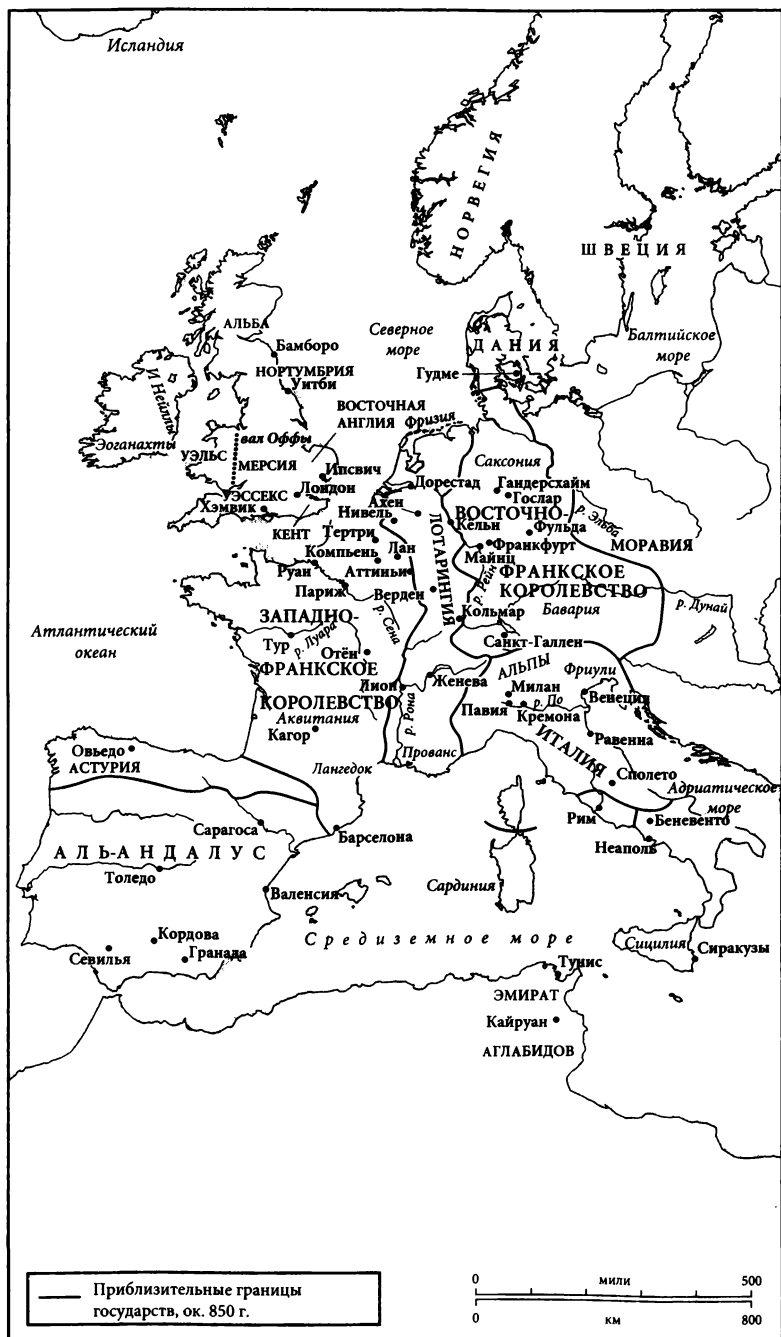 Исландия
НОРВЕГИЯ
ШВЕЦИЯ
АЛЬБА
Северное
море
ДАНИЯ
Балтийское
море
Бамборо
Гудме
НОРТУМБРИЯ
Уитби
И Нейллы
ВОСТОЧНАЯ
АНГЛИЯ
Фризия
Эоганахты
вал Оффы
УЭЛЬС
МЕРСИЯ
Саксония
Ипсвич
Дорестад
Гандерсхайм
Гослар
УЭССЕКС
Лондон
Хэмвик
Ахен
Нивель
ВОСТОЧНО-
р. Эльба
КЕНТ
Кельн
Фульда
Тертри
ЛОТАРИНГИЯ
МОРАВИЯ
Компьень
Лан
Франкфурт
Майнц
Руан
Аттиньи
р. Рейн
ФРАНКСКОЕ
КОРОЛЕВСТВО
Париж
Верден
Бавария
р. Дунай
ЗАПАДНО-
р. Сена
Кольмар
Атлантический
океан
Тур
р. Луара
Санкт-Галлен
Отён
ФРАНКСКОЕ
АЛЬПЫ
Фриули
Женева
Лион
Милан
Венеция
КОРОЛЕВСТВО
р. Рона
Павия
р. По
Кремона
Аквитания
Кагор
ИТАЛИЯ
Равенна
Овьедо
АСТУРИЯ
Лангедок
Прованс
Сполето
Адриатическое
море
Рим
Беневенто
Сарагоса
Барселона
Неаполь
АЛЬ-АНДАЛУС
Толедо
Сардиния
Валенсия
Средиземное море
Кордова
Сицилия
Сиракузы
Севилья
Гранада
Тунис
ЭМИРАТ
Кайруан
АГЛАБИДОВ
Приблизительные границы
государств, ок. 850 г.
0 мили 500
0 км 800